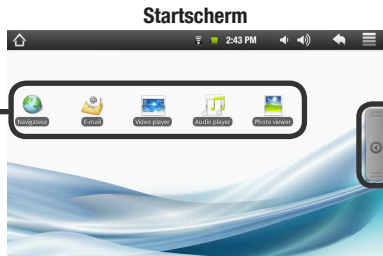 Startscherm
2:43 PM
Navigateur E-mail Video player Audio player Photo viewer